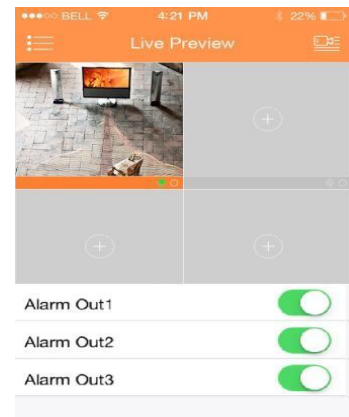 BELL 4:21 PM 22%
Live Preview
Alarm Out1
Alarm Out2
Alarm Out3